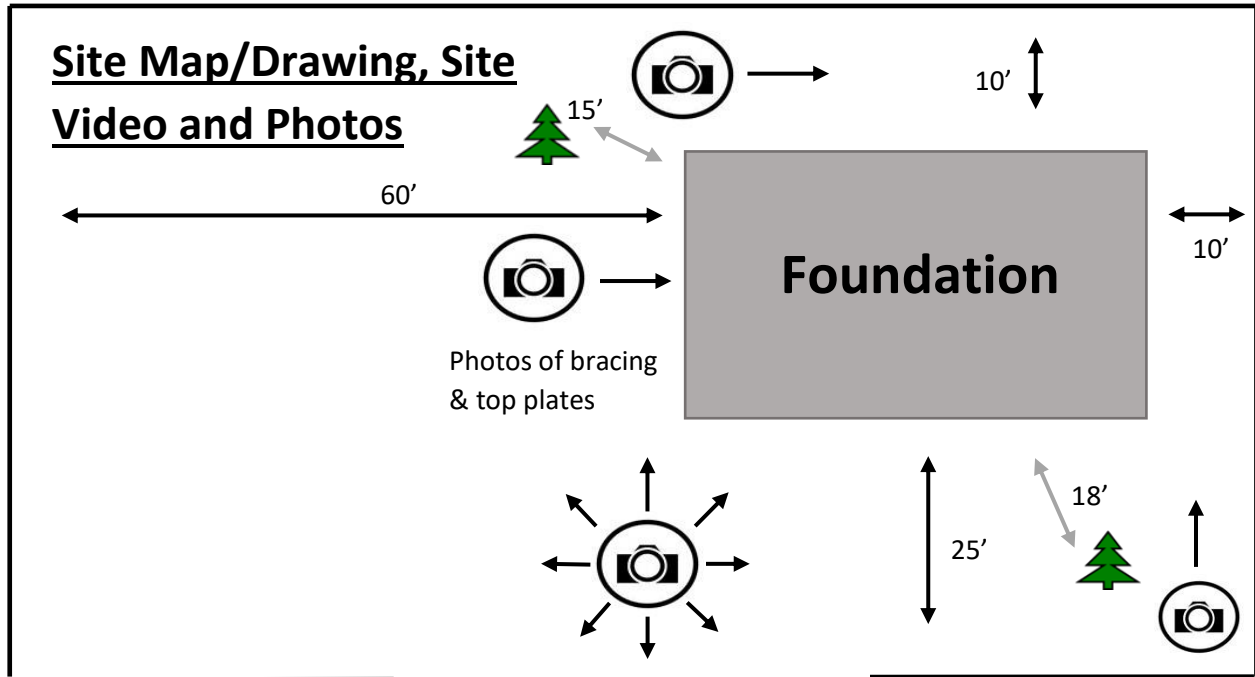 Site Map/Drawing, Site
Video and Photos
15’
10’
60’
10’
Foundation
Photos of bracing
& top plates
18’
25’